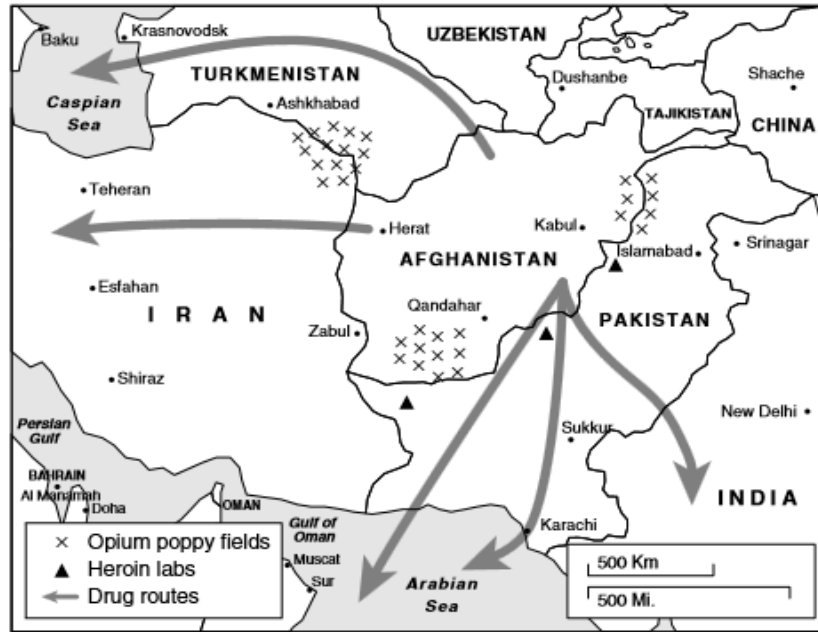 Baku
Krasnovodsk
UZBEKISTAN
TURKMENISTAN
Dushanbe
Shache
Caspian
Sea
Ashkhabad
TAJIKISTAN
CHINA
Teheran
Herat
Kabul
Islamabad
Srinagar
AFGHANISTAN
Esfahan
IRAN
Qandahar
Zabul
PAKISTAN
Shiraz
New Delhi
Persian
Gulf
Sukkur
BAHRAIN
Al Manamah
Doha
OMAN
INDIA
Gulf of
Oman
Karachi
Muscat
Sur
Arabian
Sea
Opium poppy fields
Heroin labs
Drug routes
500 Km
500 Mi.